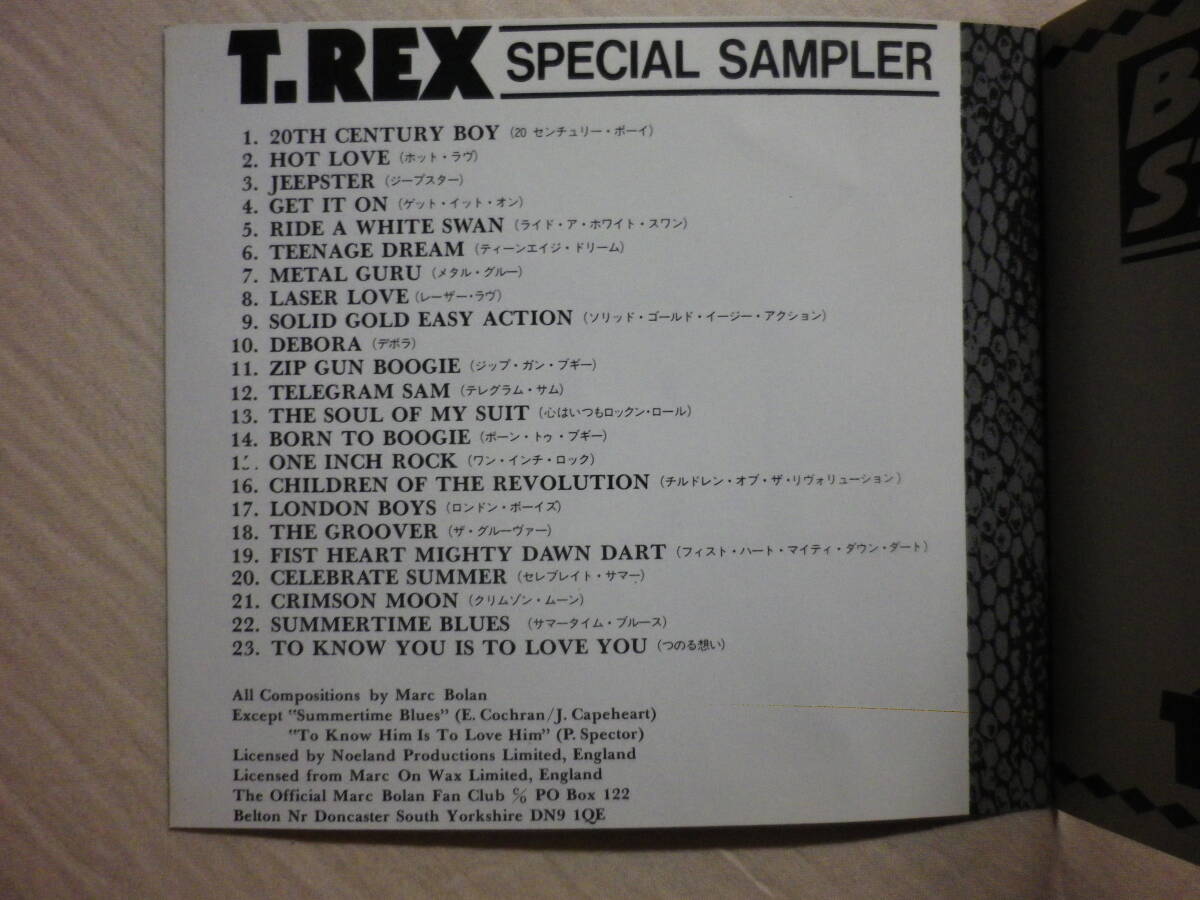 T.REX SPECIAL SAMPLER
1. 20TH CENTURY BOY (20 センチュリー・ボーイ)
2. HOT LOVE (ホット・ラヴ)
3. JEEPSTER (ジープスター)
4. GET IT ON (ゲット・イット・オン)
5. RIDE A WHITE SWAN (ライド・ア・ホワイト・スワン)
6. TEENAGE DREAM (ティーンエイジ・ドリーム)
7. METAL GURU (メタル・グルー)
8. LASER LOVE (レーザー・ラヴ)
9. SOLID GOLD EASY ACTION (ソリッド・ゴールド・イージー・アクション)
10. DEBORA (デボラ)
11. ZIP GUN BOOGIE (ジップ・ガン・ブギー)
12. TELEGRAM SAM (テレグラム・サム)
13. THE SOUL OF MY SUIT (心はいつもロックン・ロール)
14. BORN TO BOOGIE (ボーン・トゥ・ブギー)
15. ONE INCH ROCK (ワン・インチ・ロック)
16. CHILDREN OF THE REVOLUTION (チルドレン・オブ・ザ・リヴォリューション)
17. LONDON BOYS (ロンドン・ボーイズ)
18. THE GROOVER (ザ・グルーヴァー)
19. FIST HEART MIGHTY DAWN DART (フィスト・ハート・マイティ・ダウン・ダート)
20. CELEBRATE SUMMER (セレブレイト・サマー)
21. CRIMSON MOON (クリムゾン・ムーン)
22. SUMMERTIME BLUES (サマータイム・ブルース)
23. TO KNOW YOU IS TO LOVE YOU (つのる想い)
All Compositions by Marc Bolan
Except "Summertime Blues" (E. Cochran/J. Capeheart)
"To Know Him Is To Love Him" (P. Spector)
Licensed by Noeland Productions Limited, England
Licensed from Marc On Wax Limited, England
The Official Marc Bolan Fan Club c/o PO Box 122
Belton Nr Doncaster South Yorkshire DN9 1QE